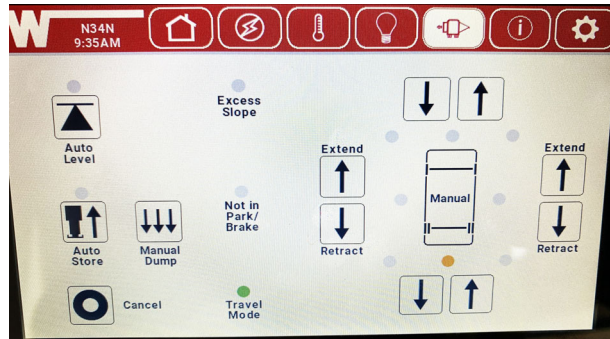 W
N34N
9:35AM
Excess
Slope
Auto
Level
Extend
Extend
Manual
Not in
Park/
Brake
Auto
Store
Manual
Dump
Retract
Retract
Cancel
Travel
Mode